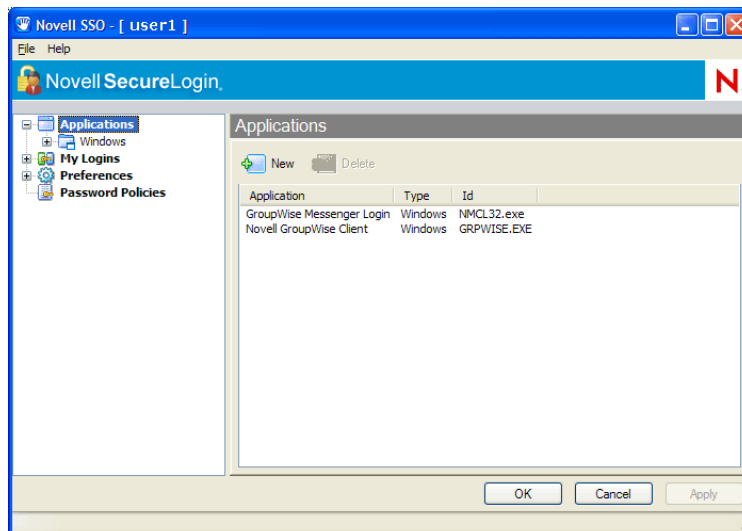 Novell SSO - [ user1 ]
File Help
Novell SecureLogin.
N
Applications
Windows
My Logins
Preferences
Password Policies
Applications
New Delete
Application Type Id
GroupWise Messenger Login Windows NMCL32.exe
Novell GroupWise Client Windows GRPWISE.EXE
OK Cancel Apply